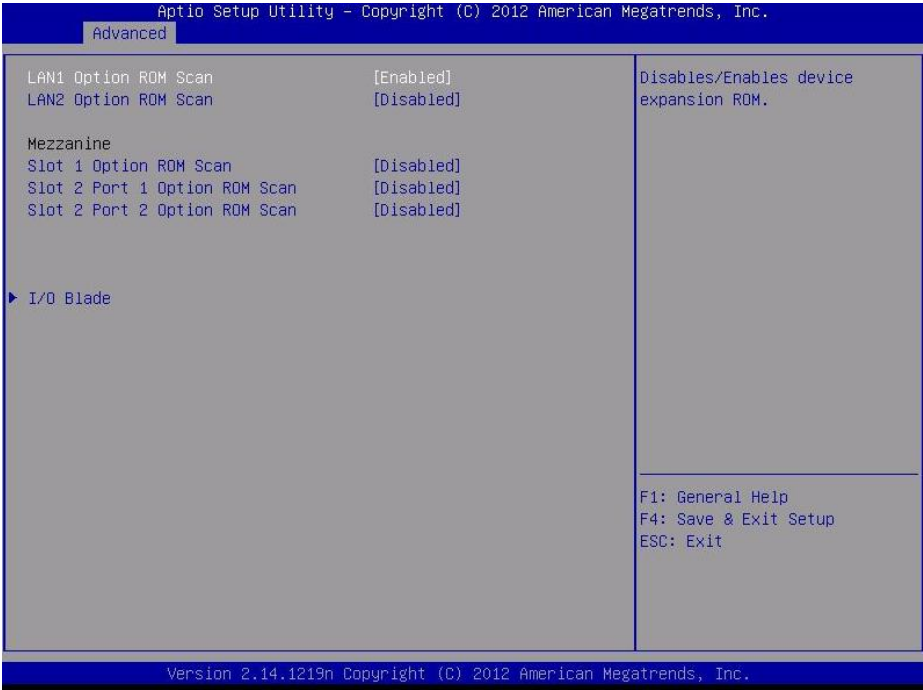 Aptio Setup Utility – Copyright (C) 2012 American Megatrends, Inc.
Advanced
LAN1 Option ROM Scan [Enabled]
LAN2 Option ROM Scan [Disabled]
Mezzanine
Slot 1 Option ROM Scan [Disabled]
Slot 2 Port 1 Option ROM Scan [Disabled]
Slot 2 Port 2 Option ROM Scan [Disabled]
I/O Blade
Disables/Enables device
expansion ROM.
F1: General Help
F4: Save & Exit Setup
ESC: Exit
Version 2.14.1219n Copyright (C) 2012 American Megatrends, Inc.